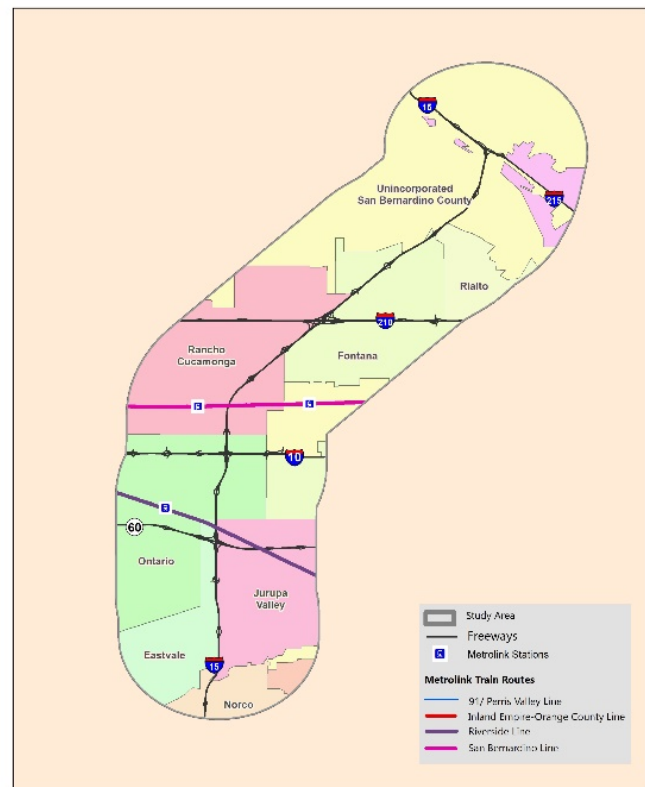 15
Unincorporated
San Bernardino County
215
Rialto
210
Rancho
Cucamonga
Fontana
10
60
Ontario
Jurupa
Valley
Eastvale
15
Norco
Study Area
Freeways
Metrolink Stations
Metrolink Train Routes
91/ Perris Valley Line
Inland Empire-Orange County Line
Riverside Line
San Bernardino Line